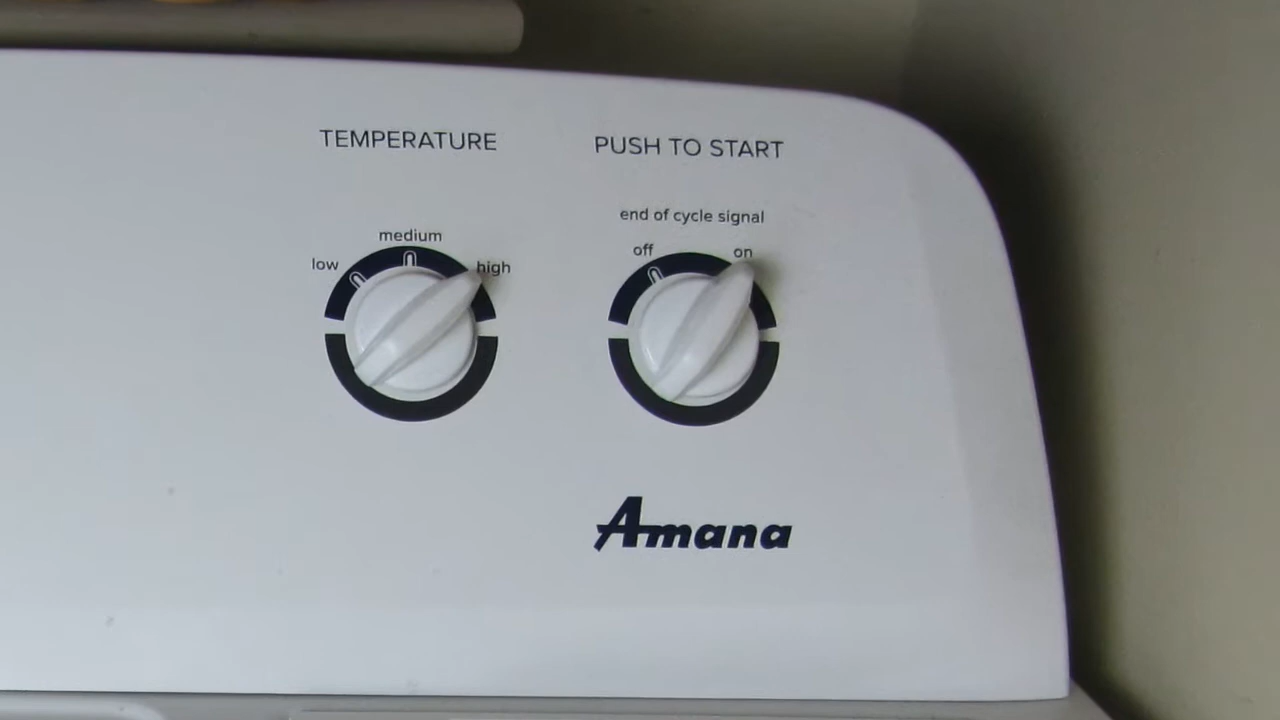 TEMPERATURE
low
medium
high
PUSH TO START
end of cycle signal
off
on
Amana